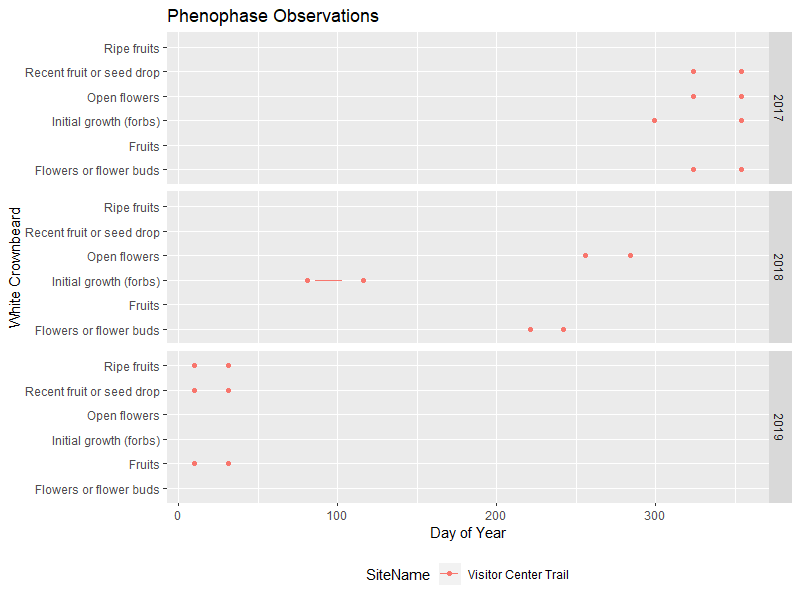 Phenophase Observations
White Crownbeard
Ripe fruits
Recent fruit or seed drop
Open flowers
Initial growth (forbs)
Fruits
Flowers or flower buds
2017
Ripe fruits
Recent fruit or seed drop
Open flowers
Initial growth (forbs)
Fruits
Flowers or flower buds
2018
Ripe fruits
Recent fruit or seed drop
Open flowers
Initial growth (forbs)
Fruits
Flowers or flower buds
2019
0 100 200 300
Day of Year
SiteName Visitor Center Trail